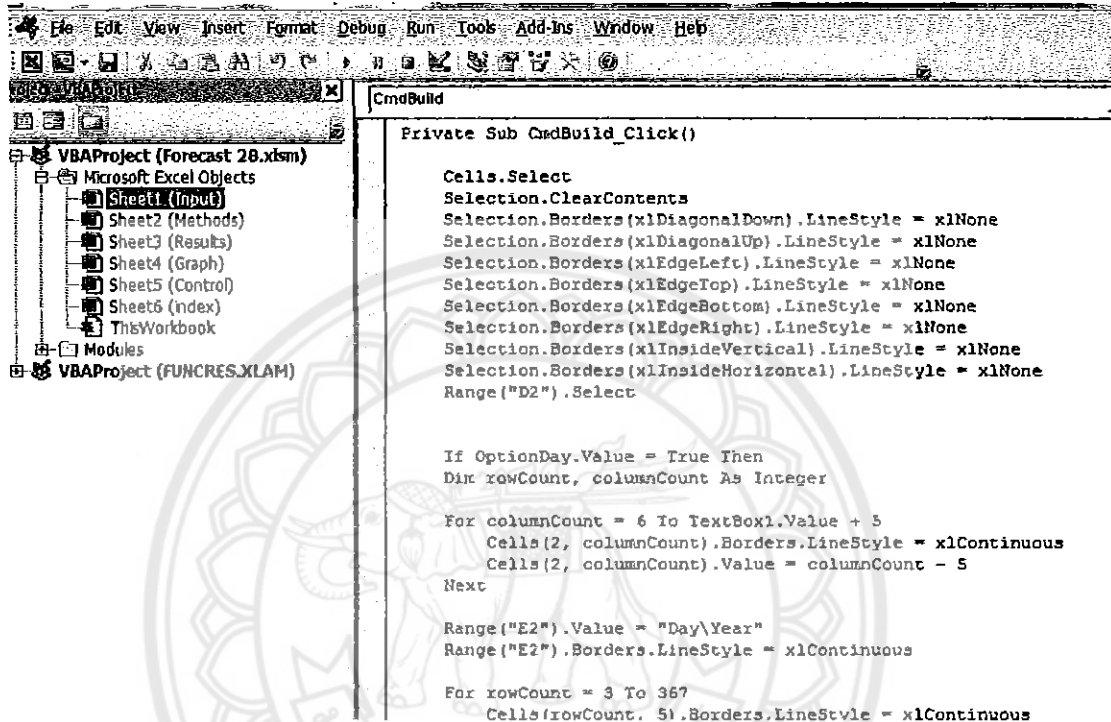 File Edit View Insert Format Debug Run Tools Add-Ins Window Help
CmdBuild
VBAProject (Forecast 28.xlsm)
Microsoft Excel Objects
Sheet1 (Input)
Sheet2 (Methods)
Sheet3 (Results)
Sheet4 (Graph)
Sheet5 (Control)
Sheet6 (index)
ThisWorkbook
Modules
VBAProject (FUNCRES.XLAM)
Private Sub CmdBuild_Click()
Cells.Select
Selection.ClearContents
Selection.Borders(xlDiagonalDown).LineStyle = xlNone
Selection.Borders(xlDiagonalUp).LineStyle = xlNone
Selection.Borders(xlEdgeLeft).LineStyle = xlNone
Selection.Borders(xlEdgeTop).LineStyle = xlNone
Selection.Borders(xlEdgeBottom).LineStyle = xlNone
Selection.Borders(xlEdgeRight).LineStyle = xlNone
Selection.Borders(xlInsideVertical).LineStyle = xlNone
Selection.Borders(xlInsideHorizontal).LineStyle = xlNone
Range("D2").Select
If OptionDay.Value = True Then
Dim rowCount, columnCount As Integer
For columnCount = 6 To TextBox1.Value + 5
Cells(2, columnCount).Borders.LineStyle = xlContinuous
Cells(2, columnCount).Value = columnCount - 5
Next
Range("E2").Value = "Day\Year"
Range("E2").Borders.LineStyle = xlContinuous
For rowCount = 3 To 367
Cells(rowCount, 5).Borders.LineStyle = xlContinuous